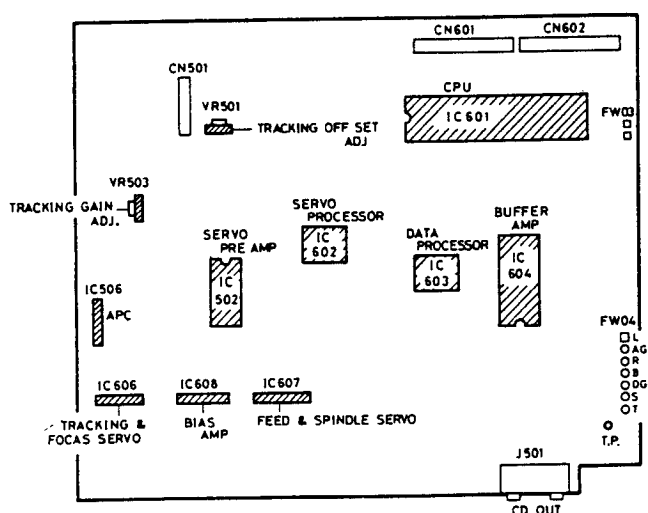 CN601
CN602
CN501
CPU
VR501
IC601
FW03
TRACKING OFF SET
ADJ
VR503
TRACKING GAIN
ADJ.
SERVO
PROCESSOR
BUFFER
AMP
SERVO
PRE AMP
DATA
PROCESSOR
IC
602
IC
502
IC
603
IC
604
IC506
APC
FW04
L
AG
R
B
DG
S
T
IC606
IC608
IC607
TRACKING &
FOCAS SERVO
BIAS
AMP
FEED & SPINDLE SERVO
T.P.
J501
CD OUT